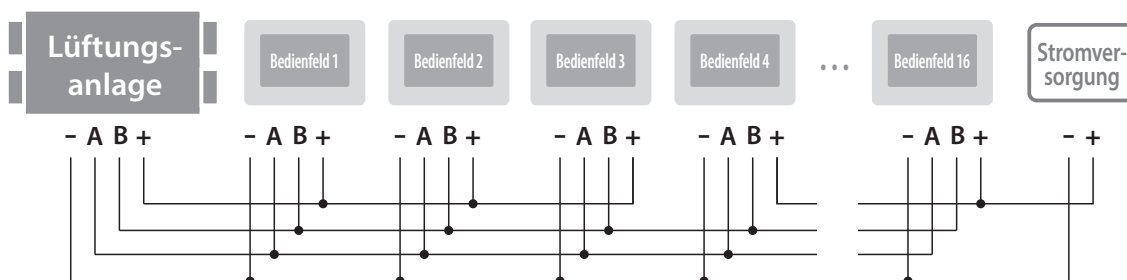 Lüftungs-
anlage
Bedienfeld 1
Bedienfeld 2
Bedienfeld 3
Bedienfeld 4
...
Bedienfeld 16
Stromver-
sorgung
– A B +
– A B +
– A B +
– A B +
– A B +
– A B +
– +